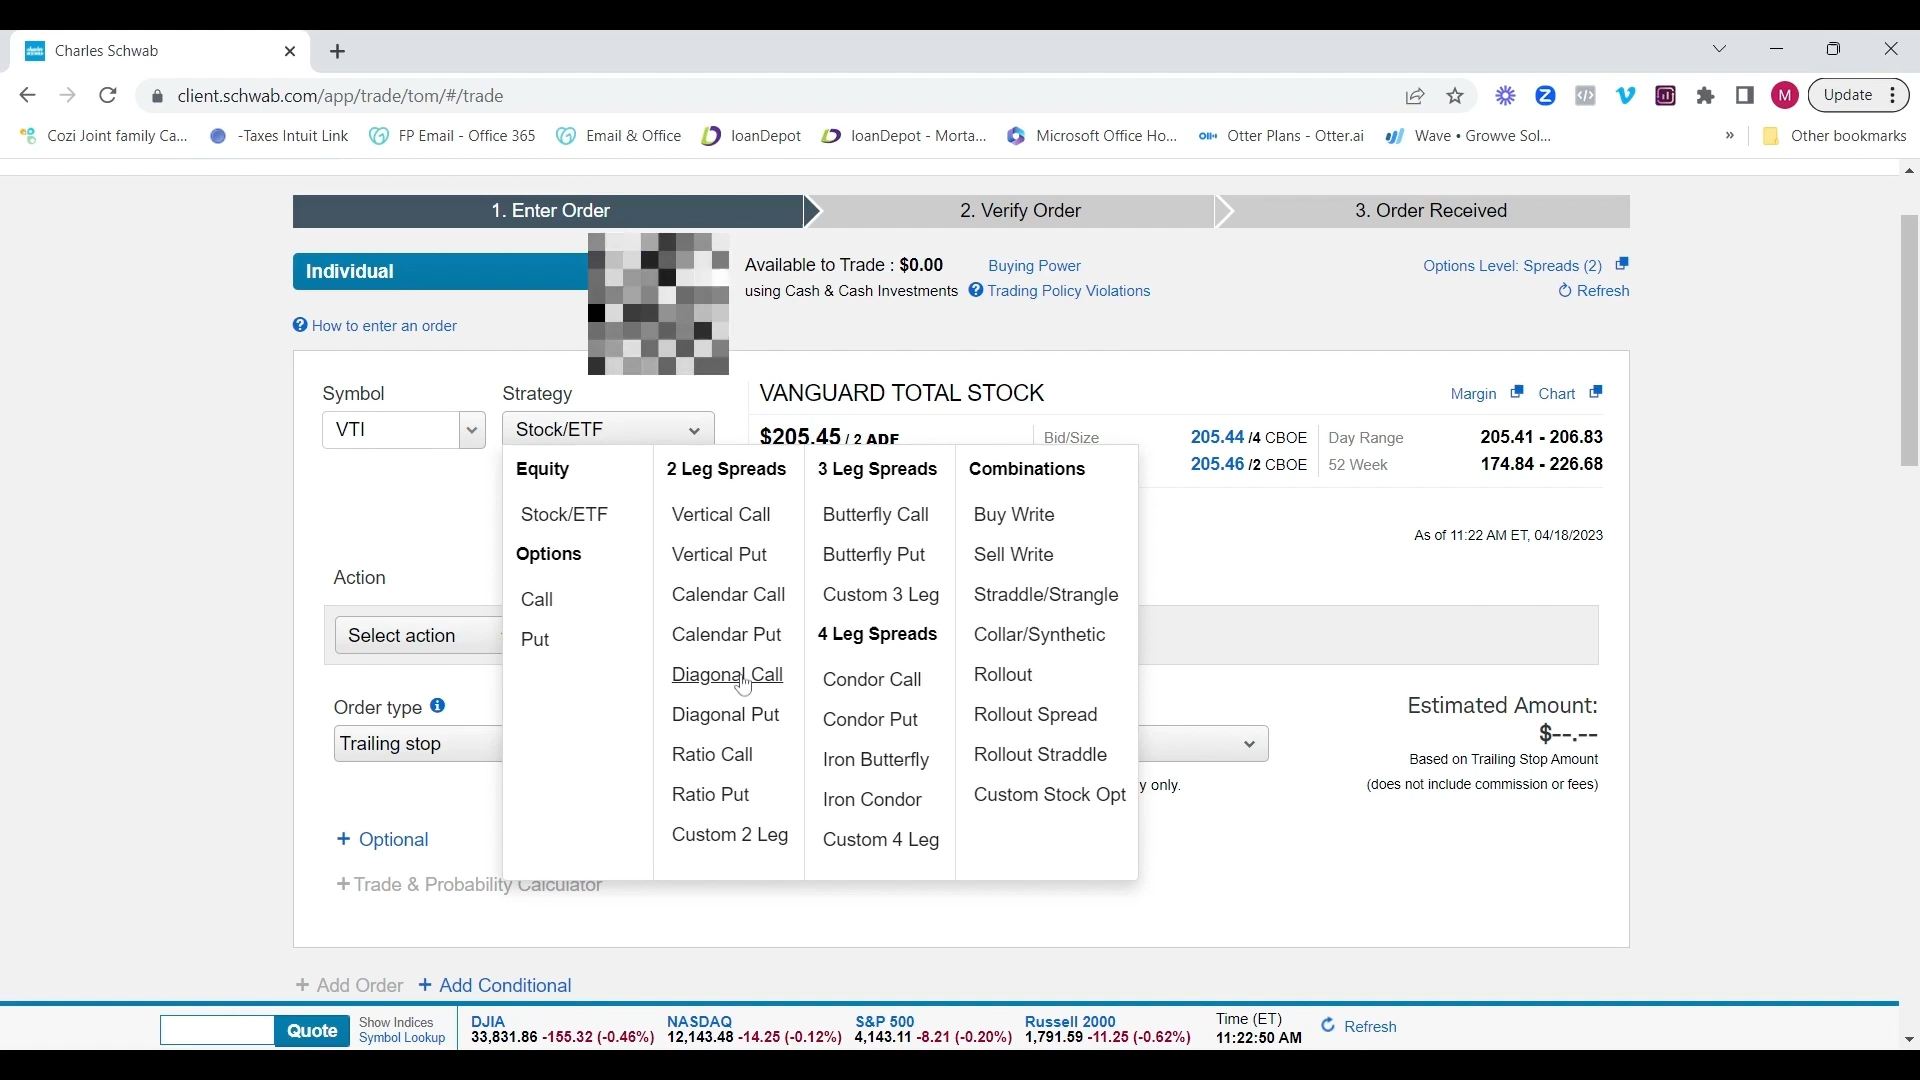 Charles Schwab
client.schwab.com/app/trade/tom/#/trade
Update
Cozi Joint family Ca...
-Taxes Intuit Link
FP Email - Office 365
Email & Office
loanDepot
loanDepot - Morta...
Microsoft Office Ho...
Otter Plans - Otter.ai
Wave • Growve Sol...
»
Other bookmarks
1. Enter Order
2. Verify Order
3. Order Received
Individual
Available to Trade : $0.00
Buying Power
using Cash & Cash Investments
Trading Policy Violations
Options Level: Spreads (2)
Refresh
How to enter an order
Symbol
Strategy
VTI
Stock/ETF
VANGUARD TOTAL STOCK
Margin
Chart
$205.45 / 2 ADF
Bid/Size
205.44 /4 CBOE
Day Range
205.41 - 206.83
205.46 /2 CBOE
52 Week
174.84 - 226.68
As of 11:22 AM ET, 04/18/2023
Equity
Stock/ETF
Options
Call
Put
2 Leg Spreads
Vertical Call
Vertical Put
Calendar Call
Calendar Put
Diagonal Call
Diagonal Put
Ratio Call
Ratio Put
Custom 2 Leg
3 Leg Spreads
Butterfly Call
Butterfly Put
Custom 3 Leg
4 Leg Spreads
Condor Call
Condor Put
Iron Butterfly
Iron Condor
Custom 4 Leg
Combinations
Buy Write
Sell Write
Straddle/Strangle
Collar/Synthetic
Rollout
Rollout Spread
Rollout Straddle
Custom Stock Opt
Action
Select action
Order type
Trailing stop
y only.
Estimated Amount:
$--.--
Based on Trailing Stop Amount
(does not include commission or fees)
+ Optional
+ Trade & Probability Calculator
+ Add Order
+ Add Conditional
Quote
Show Indices
Symbol Lookup
DJIA
33,831.86 -155.32 (-0.46%)
NASDAQ
12,143.48 -14.25 (-0.12%)
S&P 500
4,143.11 -8.21 (-0.20%)
Russell 2000
1,791.59 -11.25 (-0.62%)
Time (ET)
11:22:50 AM
Refresh